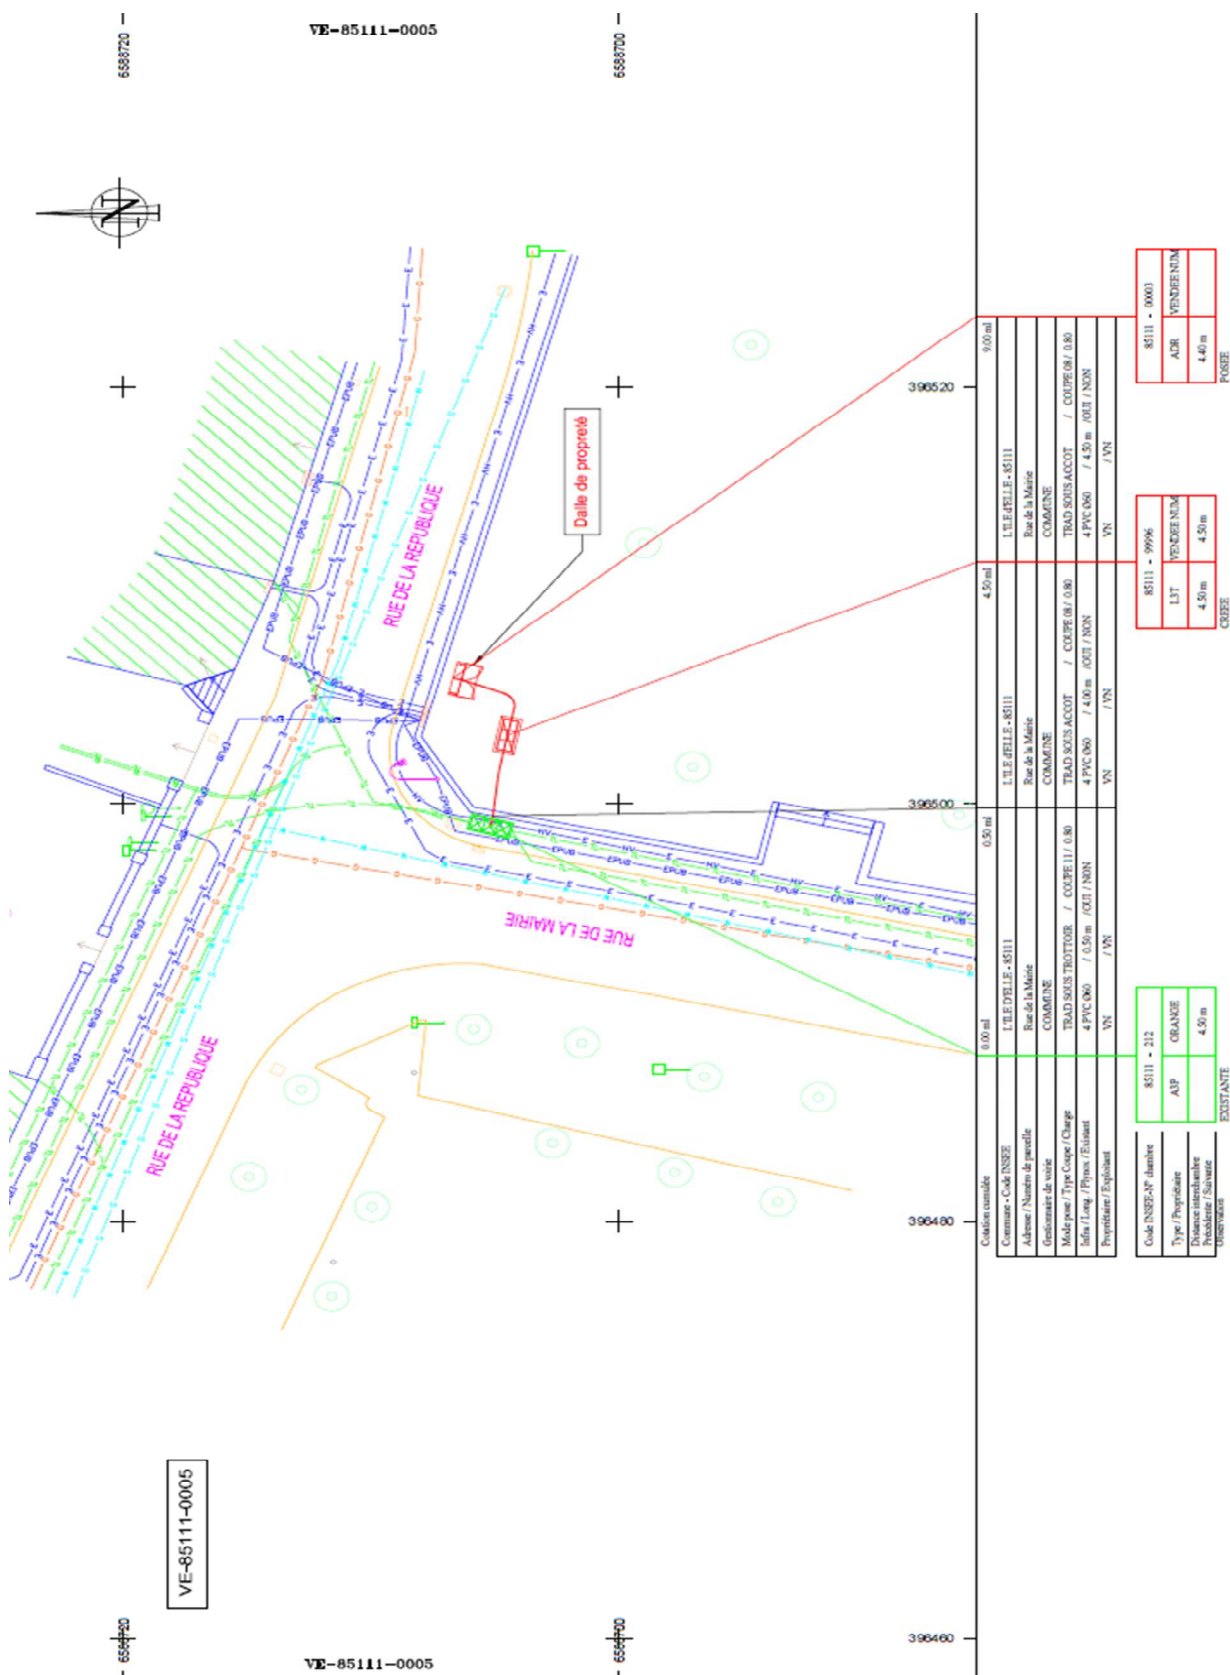 VE-85111-0005
6588720
6588700
N
RUE DE LA REPUBLIQUE
Dalle de propreté
RUE DE LA MAIRIE
RUE DE LA REPUBLIQUE
396520
396500
396480
396460
VE-85111-0005
6588720
6588700
VE-85111-0005
Cotation cumulée
0.00 ml
0.50 ml
4.50 ml
9.00 ml
Commune - Code INSEE
L'ILE D'ELLE - 85111
L'ILE d'ELLE - 85111
L'ILE d'ELLE - 85111
Adresse / Numéro de parcelle
Rue de la Mairie
Rue de la Mairie
Rue de la Mairie
Gestionnaire de voirie
COMMUNE
COMMUNE
COMMUNE
Mode pose / Type Coupe / Charge
TRAD SOUS TROTTOIR / COUPE 11 / 0.80
TRAD SOUS ACCOT / COUPE 08 / 0.80
TRAD SOUS ACCOT / COUPE 08 / 0.80
4 PVC Ø60 / 0.50 m /OUI / NON
4 PVC Ø60 / 4.00 m /OUI / NON
4 PVC Ø60 / 4.50 m /OUI / NON
Propriétaire / Exploitant
VN / VN
VN / VN
VN / VN
Code INSEE-N° chambre
85111 - 212
85111 - 99996
85111 - 00003
Type / Propriétaire
A3P ORANGE
L3T VENDEE NUM
ADR VENDEE NUM
Distance interchambre
Précédente / Suivante
4.50 m
4.50 m 4.50 m
4.40 m
Observation
EXISTANTE
CREEE
POSEE